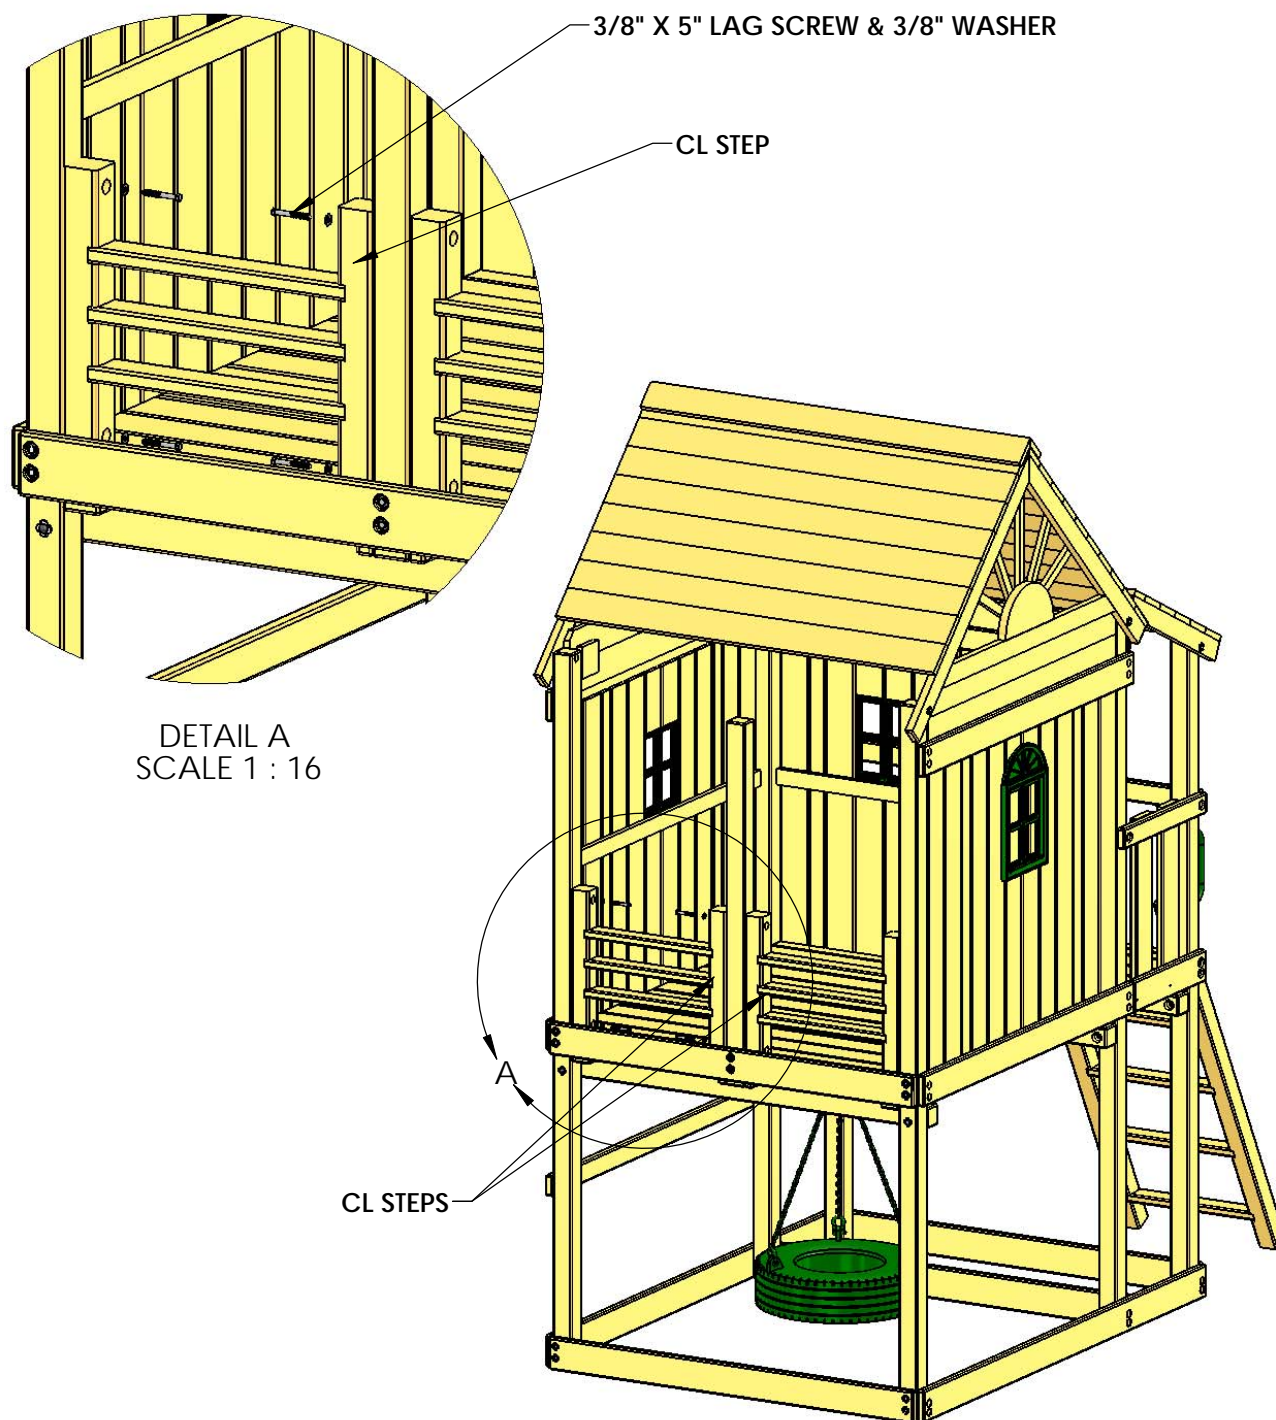 3/8" X 5" LAG SCREW & 3/8" WASHER
CL STEP
DETAIL A
SCALE 1 : 16
A
CL STEPS